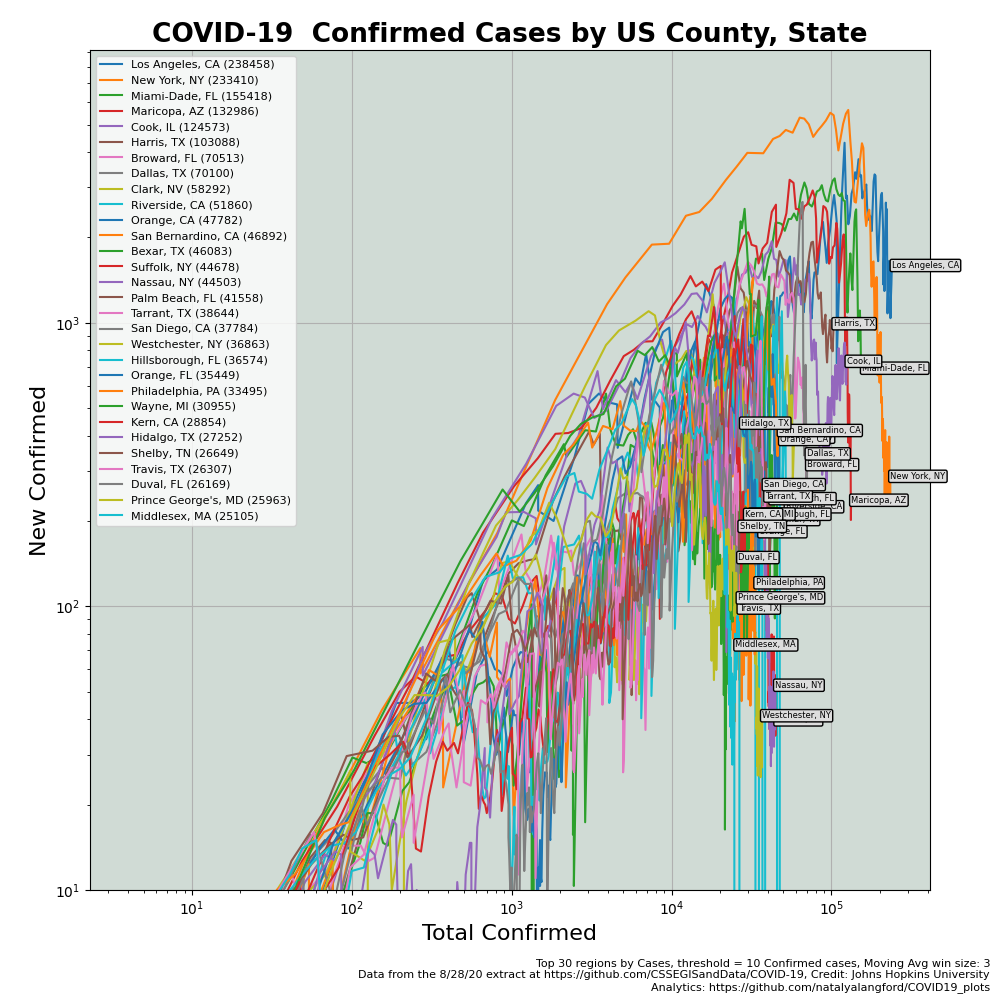 COVID-19  Confirmed Cases by US County, State
Los Angeles, CA (238458)
New York, NY (233410)
Miami-Dade, FL (155418)
Maricopa, AZ (132986)
Cook, IL (124573)
Harris, TX (103088)
Broward, FL (70513)
Dallas, TX (70100)
Clark, NV (58292)
Riverside, CA (51860)
Orange, CA (47782)
San Bernardino, CA (46892)
Bexar, TX (46083)
Suffolk, NY (44678)
Nassau, NY (44503)
Palm Beach, FL (41558)
Tarrant, TX (38644)
San Diego, CA (37784)
Westchester, NY (36863)
Hillsborough, FL (36574)
Orange, FL (35449)
Philadelphia, PA (33495)
Wayne, MI (30955)
Kern, CA (28854)
Hidalgo, TX (27252)
Shelby, TN (26649)
Travis, TX (26307)
Duval, FL (26169)
Prince George's, MD (25963)
Middlesex, MA (25105)
Los Angeles, CA
Harris, TX
Cook, IL
Miami-Dade, FL
Hidalgo, TX
San Bernardino, CA
Orange, CA
Dallas, TX
Broward, FL
New York, NY
San Diego, CA
Tarrant, TX
Maricopa, AZ
Kern, CA
Shelby, TN
Duval, FL
Philadelphia, PA
Prince George's, MD
Travis, TX
Middlesex, MA
Nassau, NY
Westchester, NY
10³
10²
10¹
New Confirmed
10¹ 10² 10³ 10⁴ 10⁵
Total Confirmed
Top 30 regions by Cases, threshold = 10 Confirmed cases, Moving Avg win size: 3
Data from the 8/28/20 extract at https://github.com/CSSEGISandData/COVID-19, Credit: Johns Hopkins University
Analytics: https://github.com/natalyalangford/COVID19_plots